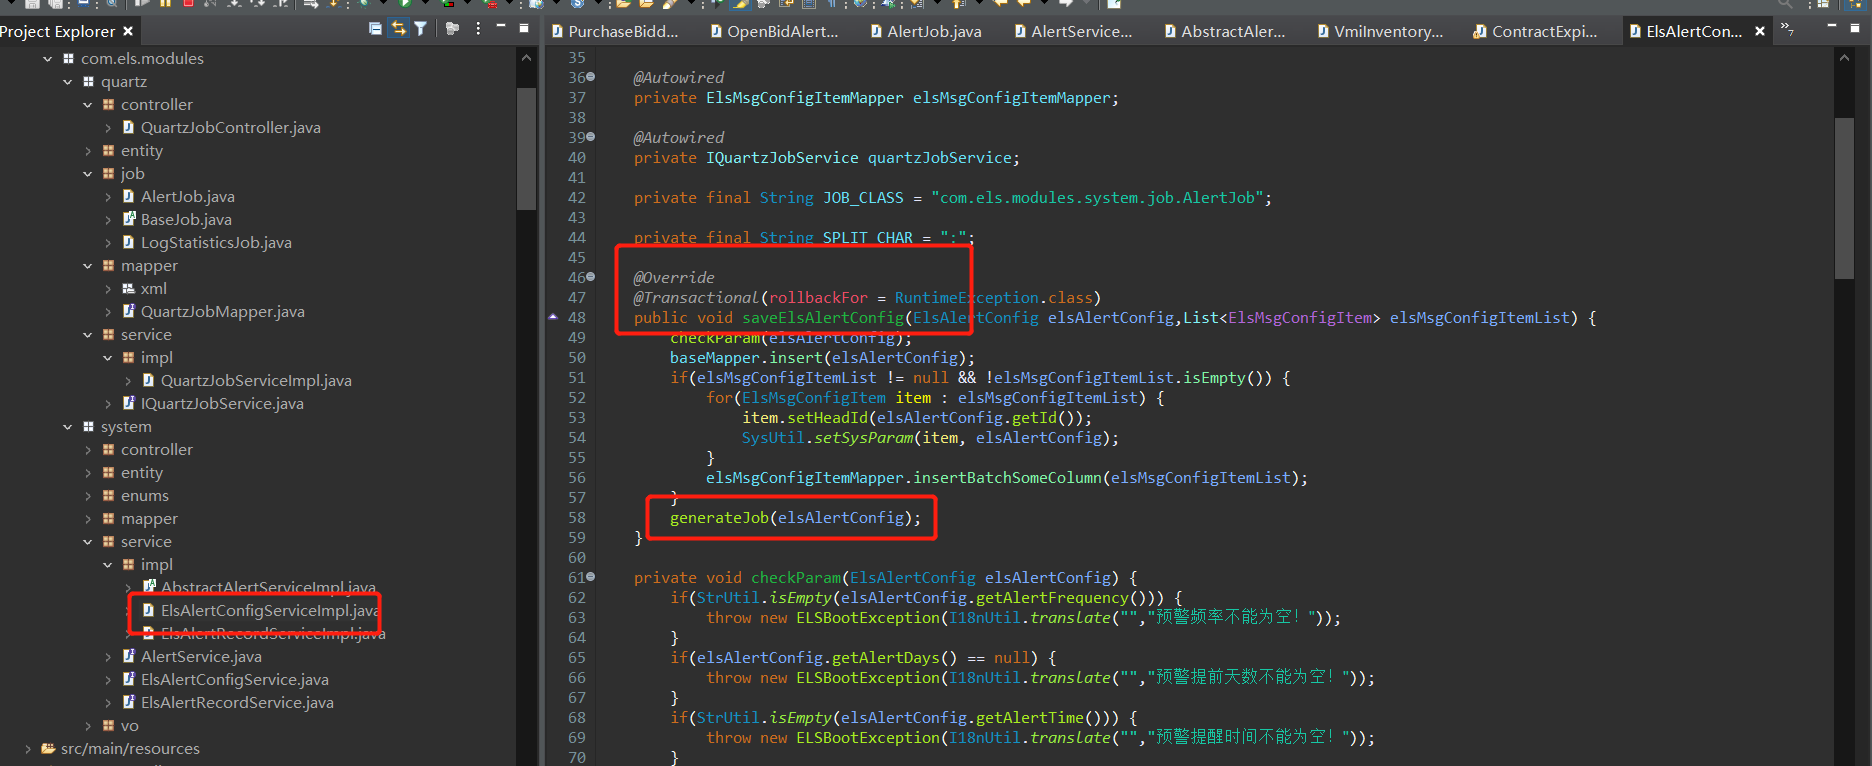 Project Explorer
com.els.modules
quartz
controller
QuartzJobController.java
entity
job
AlertJob.java
BaseJob.java
LogStatisticsJob.java
mapper
xml
QuartzJobMapper.java
service
impl
QuartzJobServiceImpl.java
IQuartzJobService.java
system
controller
entity
enums
mapper
service
impl
AbstractAlertServiceImpl.java
ElsAlertConfigServiceImpl.java
ElsAlertRecordServiceImpl.java
AlertService.java
ElsAlertConfigService.java
ElsAlertRecordService.java
vo
src/main/resources
PurchaseBidd... OpenBidAlert... AlertJob.java AlertService... AbstractAler... VmiInventory... ContractExpi... ElsAlertCon... 7
35
36 @Autowired
37 private ElsMsgConfigItemMapper elsMsgConfigItemMapper;
38
39 @Autowired
40 private IQuartzJobService quartzJobService;
41
42 private final String JOB_CLASS = "com.els.modules.system.job.AlertJob";
43
44 private final String SPLIT_CHAR = ":";
45
46 @Override
47 @Transactional(rollbackFor = RuntimeException.class)
48 public void saveElsAlertConfig(ElsAlertConfig elsAlertConfig,List<ElsMsgConfigItem> elsMsgConfigItemList) {
49 checkParam(elsAlertConfig);
50 baseMapper.insert(elsAlertConfig);
51 if(elsMsgConfigItemList != null && !elsMsgConfigItemList.isEmpty()) {
52 for(ElsMsgConfigItem item : elsMsgConfigItemList) {
53 item.setHeadId(elsAlertConfig.getId());
54 SysUtil.setSysParam(item, elsAlertConfig);
55 }
56 elsMsgConfigItemMapper.insertBatchSomeColumn(elsMsgConfigItemList);
57 }
58 generateJob(elsAlertConfig);
59 }
60
61 private void checkParam(ElsAlertConfig elsAlertConfig) {
62 if(StrUtil.isEmpty(elsAlertConfig.getAlertFrequency())) {
63 throw new ELSBootException(I18nUtil.translate("","预警频率不能为空！"));
64 }
65 if(elsAlertConfig.getAlertDays() == null) {
66 throw new ELSBootException(I18nUtil.translate("","预警提前天数不能为空！"));
67 }
68 if(StrUtil.isEmpty(elsAlertConfig.getAlertTime())) {
69 throw new ELSBootException(I18nUtil.translate("","预警提醒时间不能为空！"));
70 }